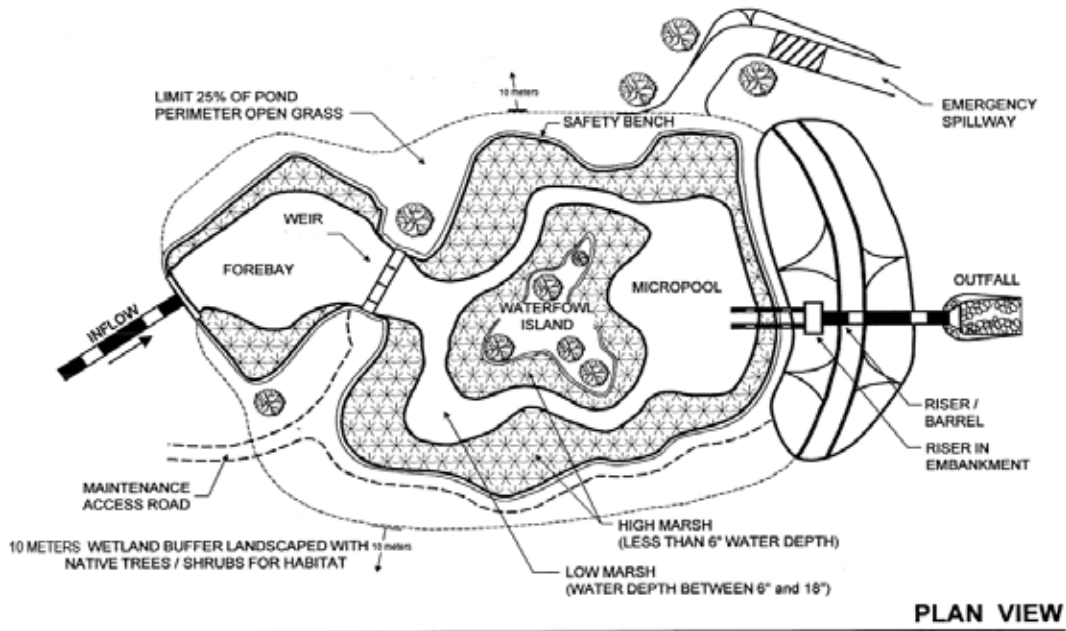 10 meters
LIMIT 25% OF POND
PERIMETER OPEN GRASS
EMERGENCY
SPILLWAY
SAFETY BENCH
WEIR
FOREBAY
MICROPOOL
OUTFALL
WATERFOWL
ISLAND
INFLOW
RISER /
BARREL
RISER IN
EMBANKMENT
MAINTENANCE
ACCESS ROAD
HIGH MARSH
(LESS THAN 6" WATER DEPTH)
10 METERS WETLAND BUFFER LANDSCAPED WITH
NATIVE TREES / SHRUBS FOR HABITAT
10 meters
LOW MARSH
(WATER DEPTH BETWEEN 6" and 18")
PLAN VIEW